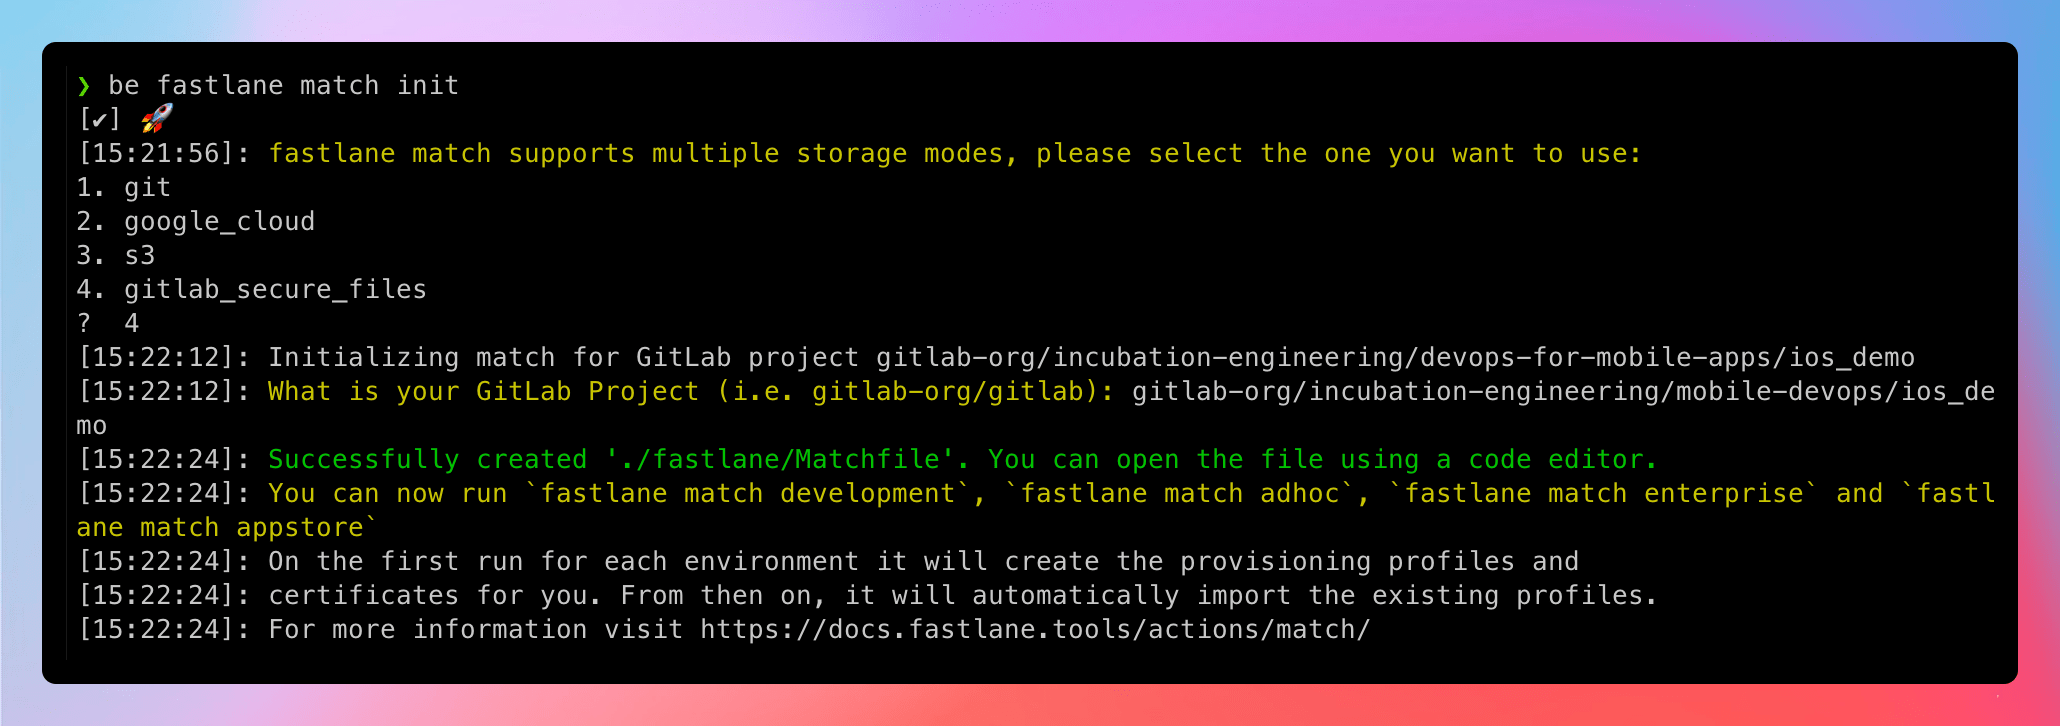 ❯ be fastlane match init
[✔] 🚀
[15:21:56]: fastlane match supports multiple storage modes, please select the one you want to use:
1. git
2. google_cloud
3. s3
4. gitlab_secure_files
?  4
[15:22:12]: Initializing match for GitLab project gitlab-org/incubation-engineering/devops-for-mobile-apps/ios_demo
[15:22:12]: What is your GitLab Project (i.e. gitlab-org/gitlab): gitlab-org/incubation-engineering/mobile-devops/ios_de
mo
[15:22:24]: Successfully created './fastlane/Matchfile'. You can open the file using a code editor.
[15:22:24]: You can now run `fastlane match development`, `fastlane match adhoc`, `fastlane match enterprise` and `fastl
ane match appstore`
[15:22:24]: On the first run for each environment it will create the provisioning profiles and
[15:22:24]: certificates for you. From then on, it will automatically import the existing profiles.
[15:22:24]: For more information visit https://docs.fastlane.tools/actions/match/